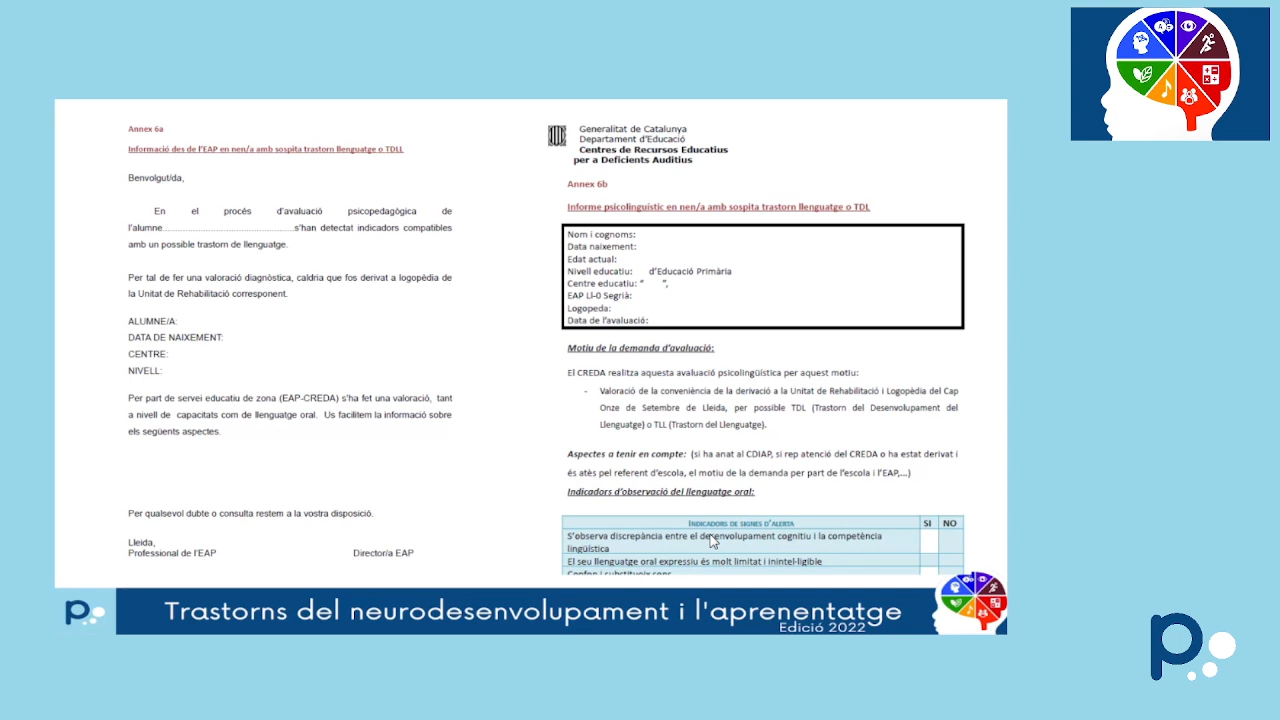 Annex 6a
Informació des de l'EAP en nen/a amb sospita trastorn llenguatge o TDLL
Benvolgut/da,
En el procés d'avaluació psicopedagògica de
l'alumne..........................................................s'han detectat indicadors compatibles
amb un possible trastorn de llenguatge.
Per tal de fer una valoració diagnòstica, caldria que fos derivat a logopèdia de
la Unitat de Rehabilitació corresponent.
ALUMNE/A:
DATA DE NAIXEMENT:
CENTRE:
NIVELL:
Per part de servei educatiu de zona (EAP-CREDA) s'ha fet una valoració, tant
a nivell de capacitats com de llenguatge oral. Us facilitem la informació sobre
els següents aspectes.
Per qualsevol dubte o consulta restem a la vostra disposició.
Lleida,
Professional de l'EAP Director/a EAP
Generalitat de Catalunya
Departament d'Educació
Centres de Recursos Educatius
per a Deficients Auditius
Annex 6b
Informe psicolinguístic en nen/a amb sospita trastorn llenguatge o TDL
Nom i cognoms:
Data naixement:
Edat actual:
Nivell educatiu: d'Educació Primària
Centre educatiu: " ",
EAP Ll-0 Segrià:
Logopeda:
Data de l'avaluació:
Motiu de la demanda d'avaluació:
El CREDA realitza aquesta avaluació psicolingüística per aquest motiu:
- Valoració de la conveniència de la derivació a la Unitat de Rehabilitació i Logopèdia del Cap
Onze de Setembre de Lleida, per possible TDL (Trastorn del Desenvolupament del
Llenguatge) o TLL (Trastorn del Llenguatge).
Aspectes a tenir en compte: (si ha anat al CDIAP, si rep atenció del CREDA o ha estat derivat i
és atès pel referent d'escola, el motiu de la demanda per part de l'escola i l'EAP,...)
Indicadors d'observació del llenguatge oral:
INDICADORS DE SIGNES D'ALERTA SI NO
S'observa discrepància entre el desenvolupament cognitiu i la competència
lingüística
El seu llenguatge oral expressiu és molt limitat i inintel·ligible
Confon i substitueix sons
p
Trastorns del neurodesenvolupament i l'aprenentatge
Edició 2022
p